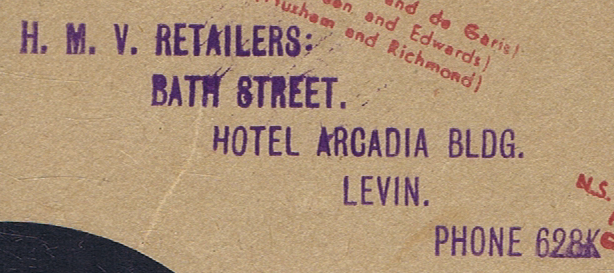 and de Garis)
and Edwards)
and Richmond)
H. M. V. RETAILERS:
BATH STREET.
HOTEL ARCADIA BLDG.
LEVIN.
N.S.
PHONE 628K